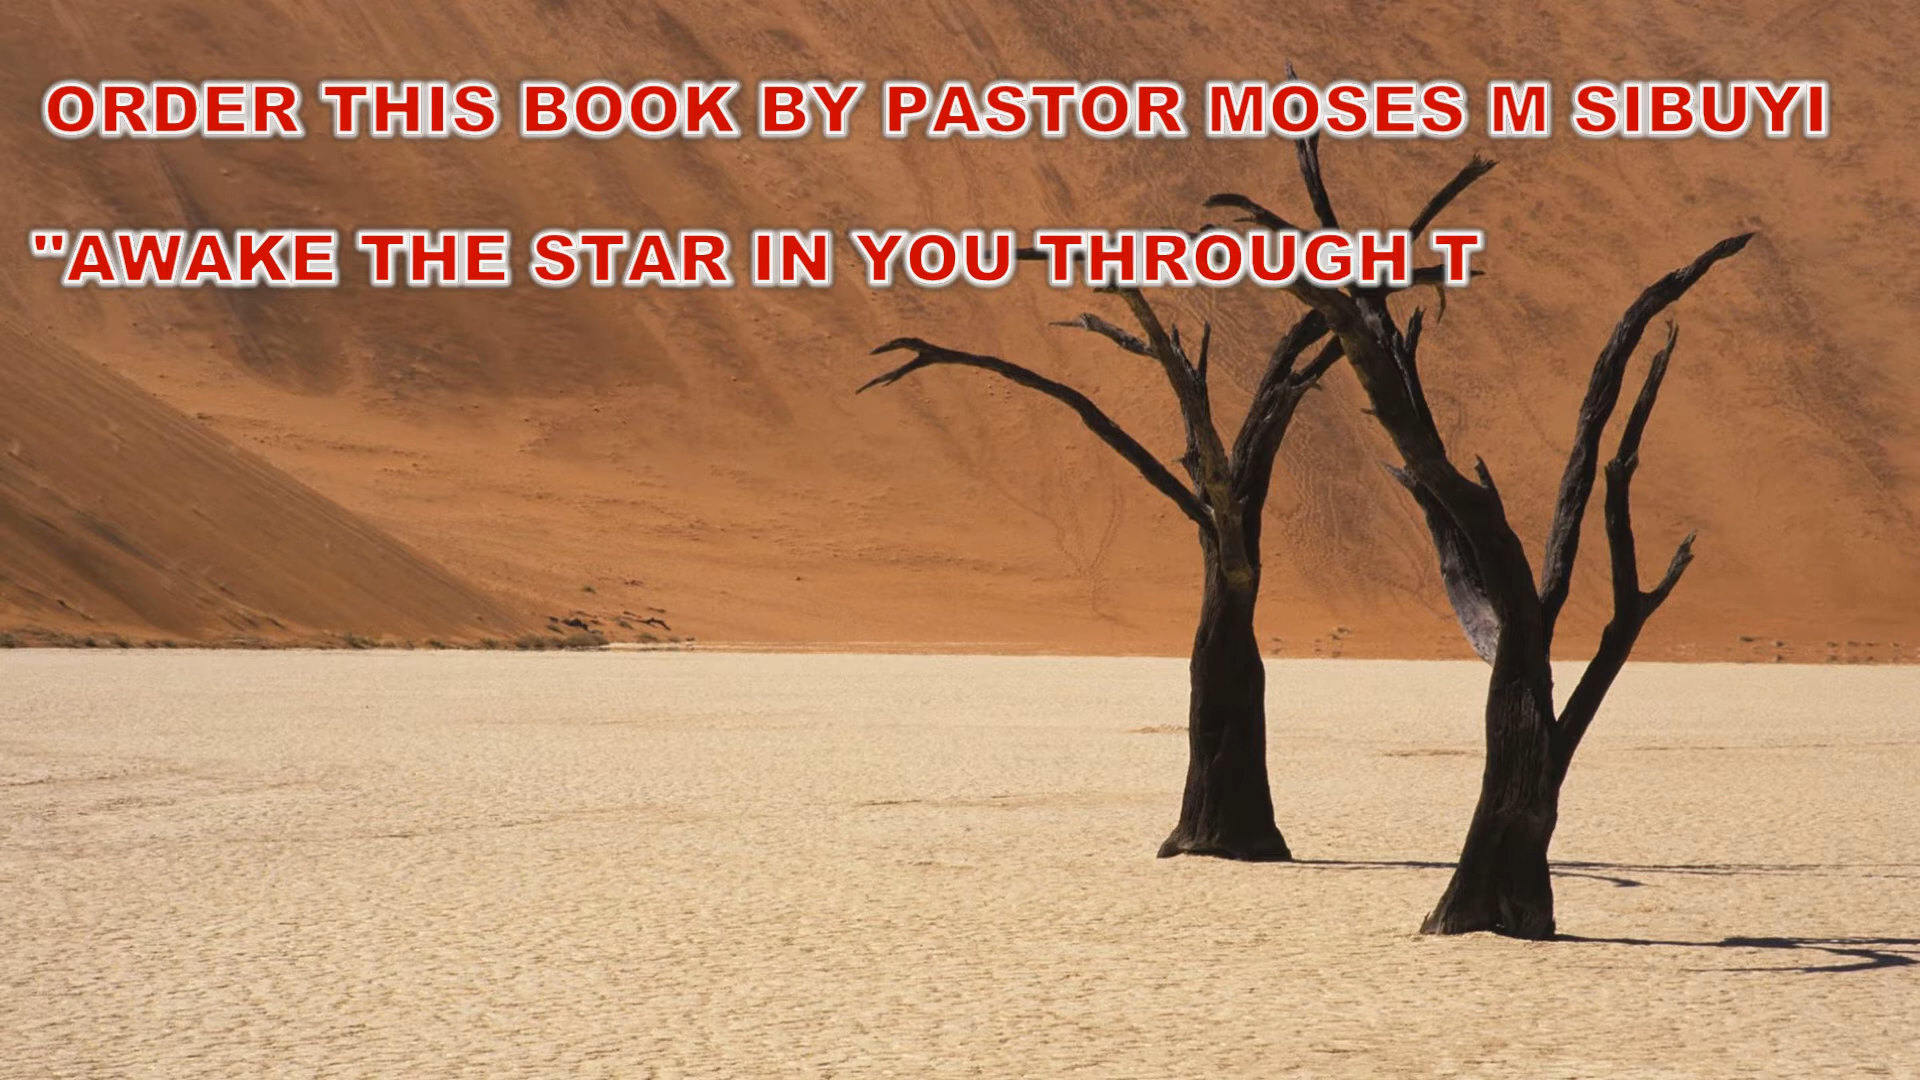 ORDER THIS BOOK BY PASTOR MOSES M SIBUYI
"AWAKE THE STAR IN YOU THROUGH T